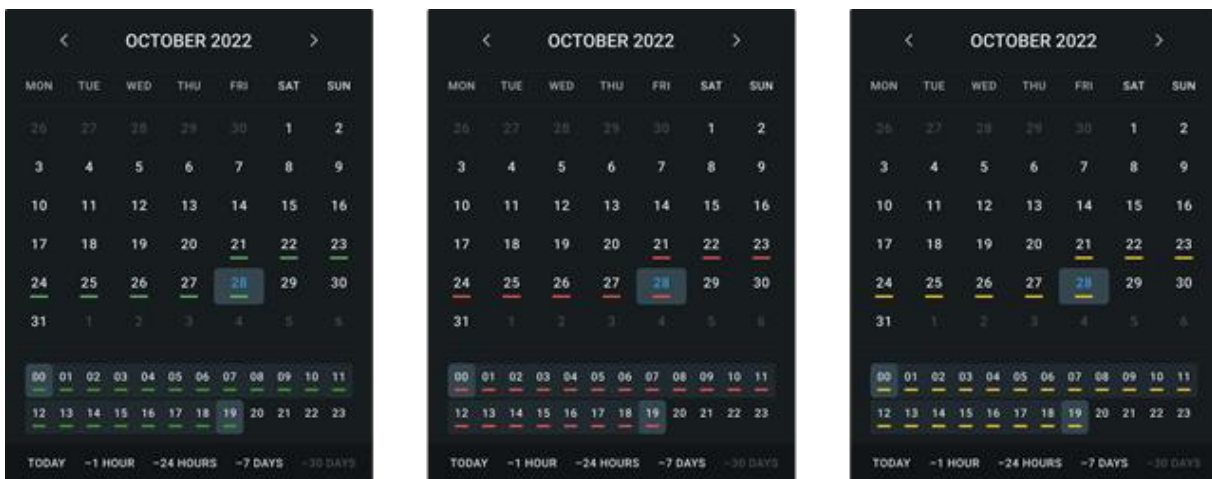 < OCTOBER 2022 >
MON TUE WED THU FRI SAT SUN
26 27 28 29 30 1 2
3 4 5 6 7 8 9
10 11 12 13 14 15 16
17 18 19 20 21 22 23
24 25 26 27 28 29 30
31 1 2 3 4 5 6
00 01 02 03 04 05 06 07 08 09 10 11
12 13 14 15 16 17 18 19 20 21 22 23
TODAY −1 HOUR −24 HOURS −7 DAYS −30 DAYS
< OCTOBER 2022 >
MON TUE WED THU FRI SAT SUN
26 27 28 29 30 1 2
3 4 5 6 7 8 9
10 11 12 13 14 15 16
17 18 19 20 21 22 23
24 25 26 27 28 29 30
31 1 2 3 4 5 6
00 01 02 03 04 05 06 07 08 09 10 11
12 13 14 15 16 17 18 19 20 21 22 23
TODAY −1 HOUR −24 HOURS −7 DAYS −30 DAYS
< OCTOBER 2022 >
MON TUE WED THU FRI SAT SUN
26 27 28 29 30 1 2
3 4 5 6 7 8 9
10 11 12 13 14 15 16
17 18 19 20 21 22 23
24 25 26 27 28 29 30
31 1 2 3 4 5 6
00 01 02 03 04 05 06 07 08 09 10 11
12 13 14 15 16 17 18 19 20 21 22 23
TODAY −1 HOUR −24 HOURS −7 DAYS −30 DAYS